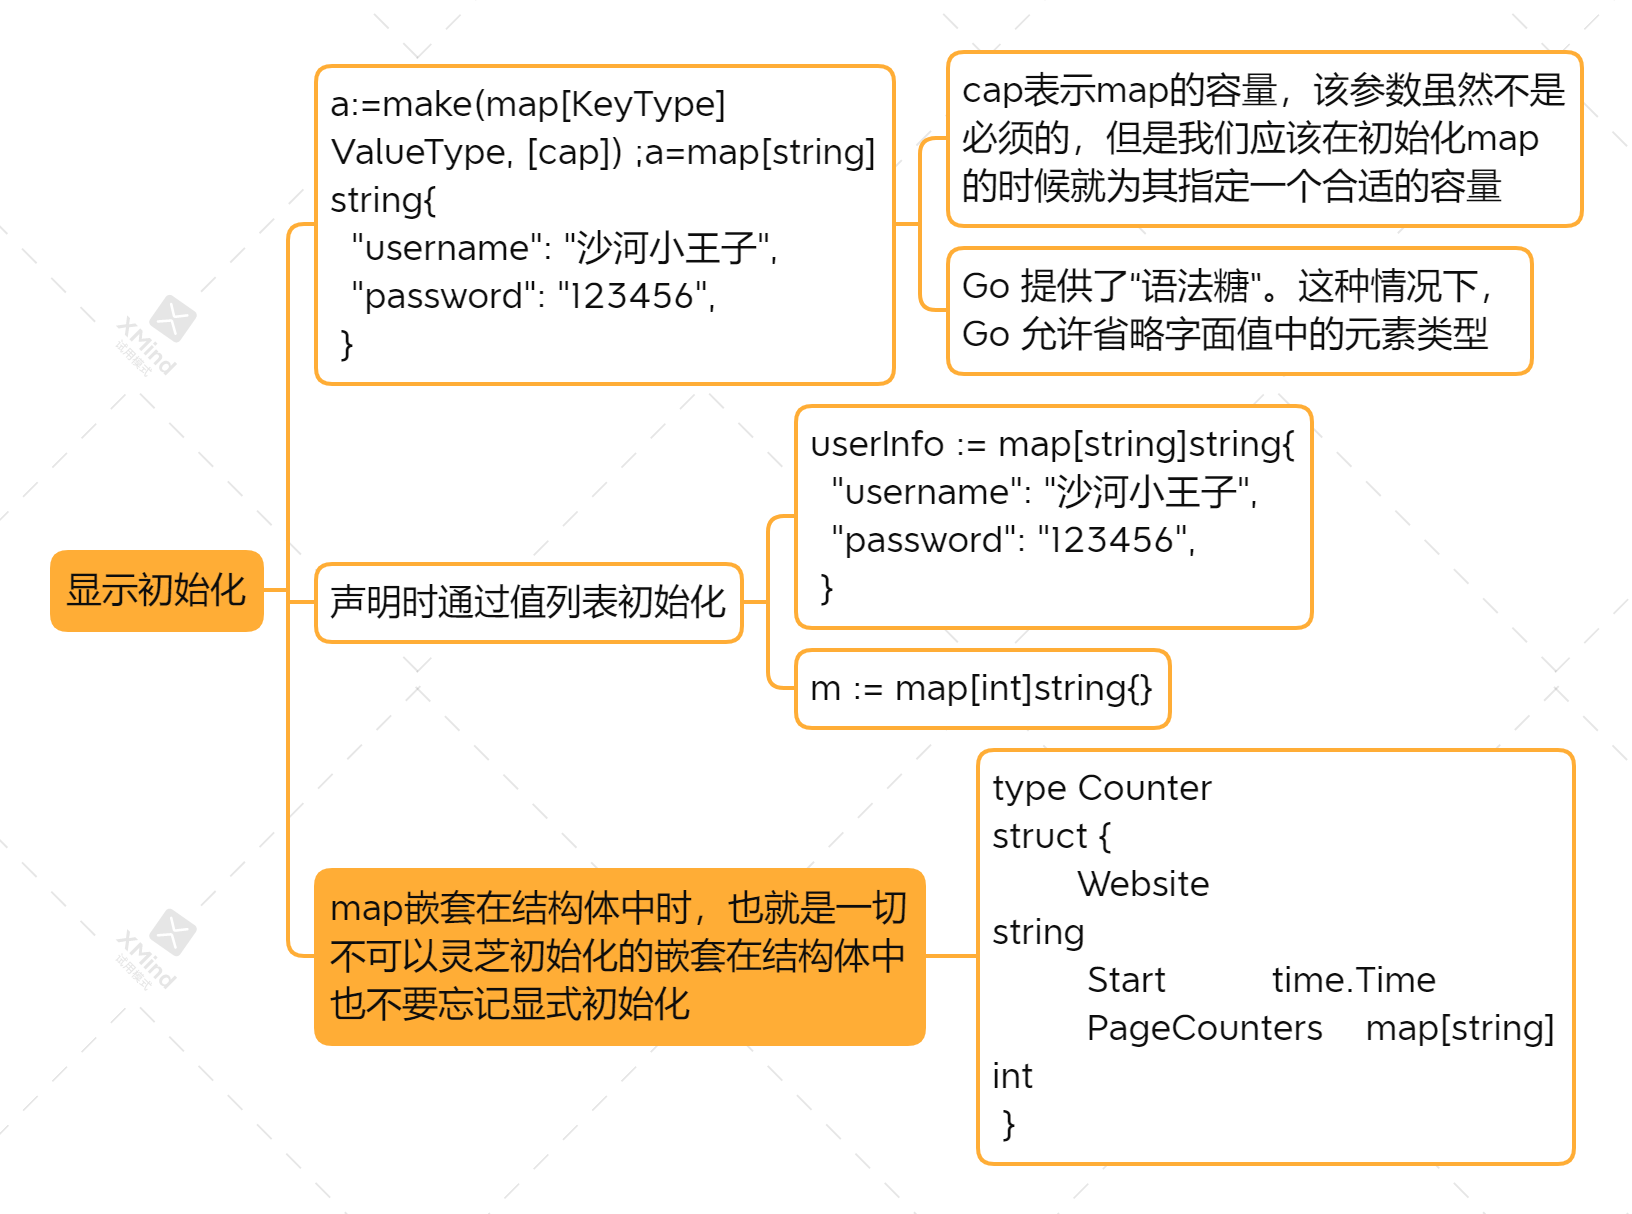 显示初始化
a:=make(map[KeyType]
ValueType, [cap]) ;a=map[string]
string{
"username": "沙河小王子",
"password": "123456",
}
cap表示map的容量，该参数虽然不是
必须的，但是我们应该在初始化map
的时候就为其指定一个合适的容量
Go 提供了“语法糖"。这种情况下，
Go 允许省略字面值中的元素类型
声明时通过值列表初始化
userInfo := map[string]string{
"username": "沙河小王子",
"password": "123456",
}
m := map[int]string{}
map嵌套在结构体中时，也就是一切
不可以灵芝初始化的嵌套在结构体中
也不要忘记显式初始化
type Counter
struct {
Website
string
Start time.Time
PageCounters map[string]
int
}
XMind
试用模式
XMind
试用模式